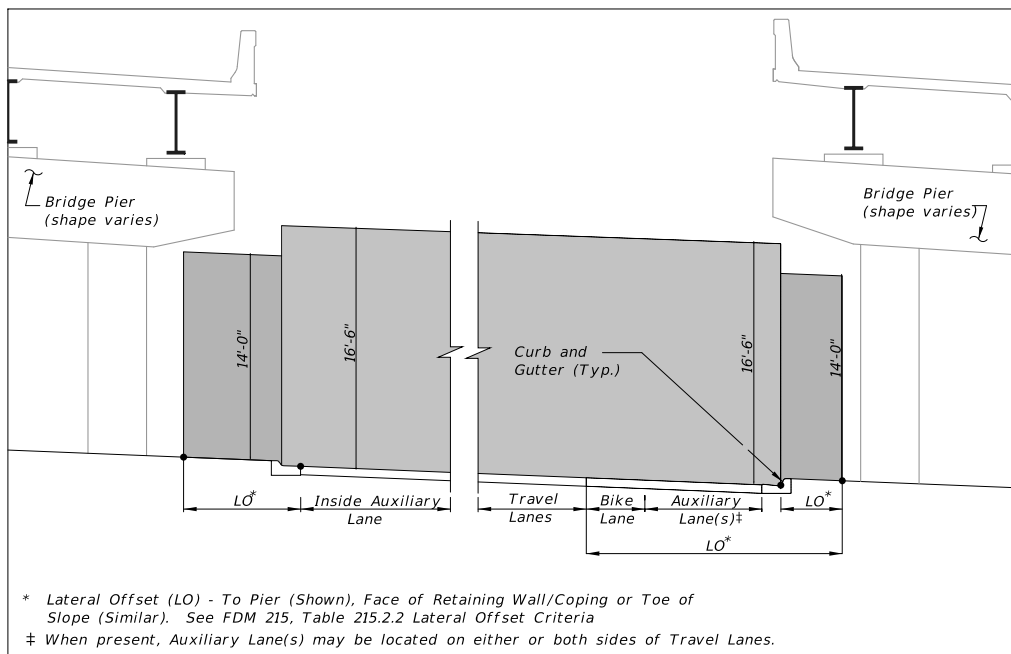 Bridge Pier
(shape varies)
Bridge Pier
(shape varies)
14'-0"
16'-6"
Curb and
Gutter (Typ.)
16'-6"
14'-0"
LO*
Inside Auxiliary
Lane
Travel
Lanes
Bike
Lane
Auxiliary
Lane(s)‡
LO*
LO*
* Lateral Offset (LO) - To Pier (Shown), Face of Retaining Wall/Coping or Toe of
Slope (Similar). See FDM 215, Table 215.2.2 Lateral Offset Criteria
‡ When present, Auxiliary Lane(s) may be located on either or both sides of Travel Lanes.